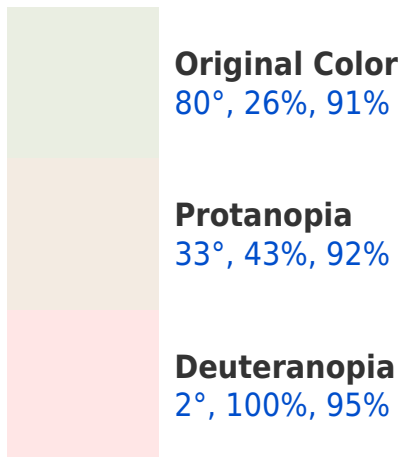 Original Color
80°, 26%, 91%
Protanopia
33°, 43%, 92%
Deuteranopia
2°, 100%, 95%